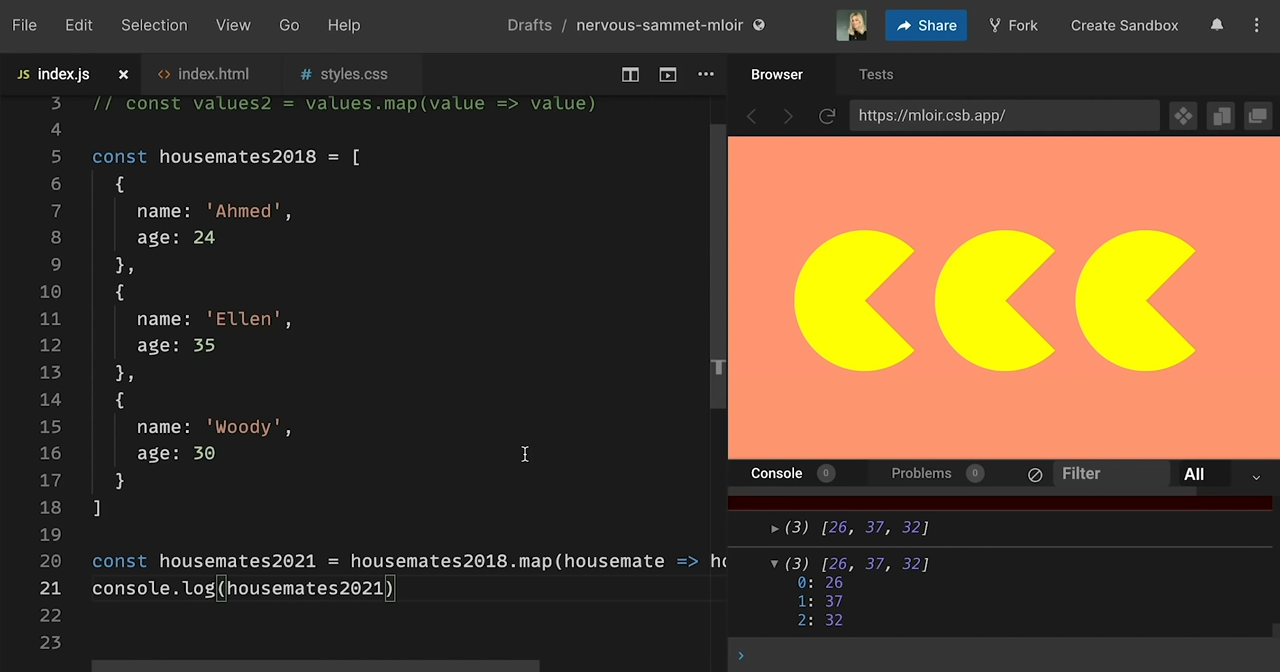 File Edit Selection View Go Help Drafts / nervous-sammet-mloir Share Fork Create Sandbox
JS index.js × <> index.html # styles.css ···
3 // const values2 = values.map(value => value)
4
5 const housemates2018 = [
6 {
7 name: 'Ahmed',
8 age: 24
9 },
10 {
11 name: 'Ellen',
12 age: 35
13 },
14 {
15 name: 'Woody',
16 age: 30
17 }
18 ]
19
20 const housemates2021 = housemates2018.map(housemate =>
21 console.log(housemates2021)
22
23
Browser Tests
https://mloir.csb.app/
Console 0 Problems 0 Filter All
▶ (3) [26, 37, 32]
▼ (3) [26, 37, 32]
0: 26
1: 37
2: 32
›